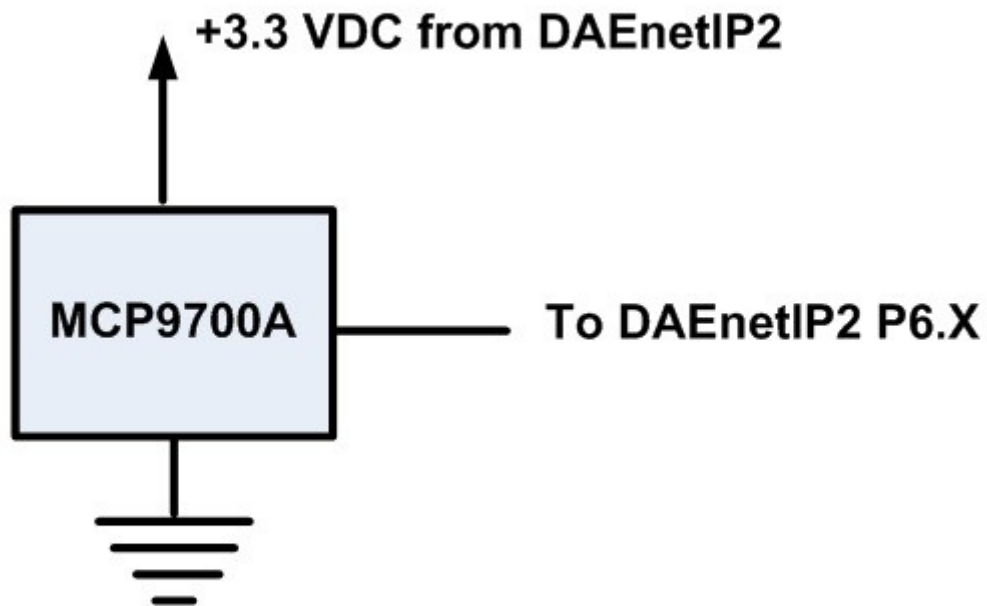 +3.3 VDC from DAEnetIP2
MCP9700A
To DAEnetIP2 P6.X